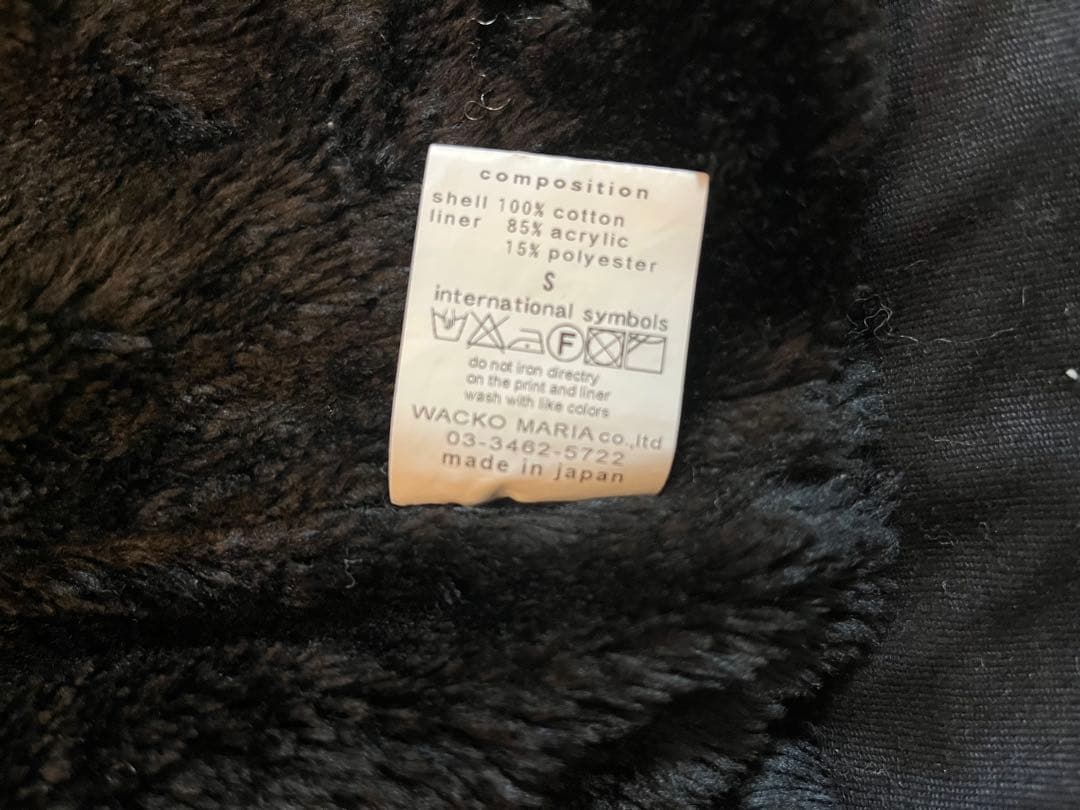 composition
shell 100% cotton
liner 85% acrylic
15% polyester
S
international symbols
F
do not iron directry
on the print and liner
wash with like colors
WACKO MARIA co.,ltd
03-3462-5722
made in japan